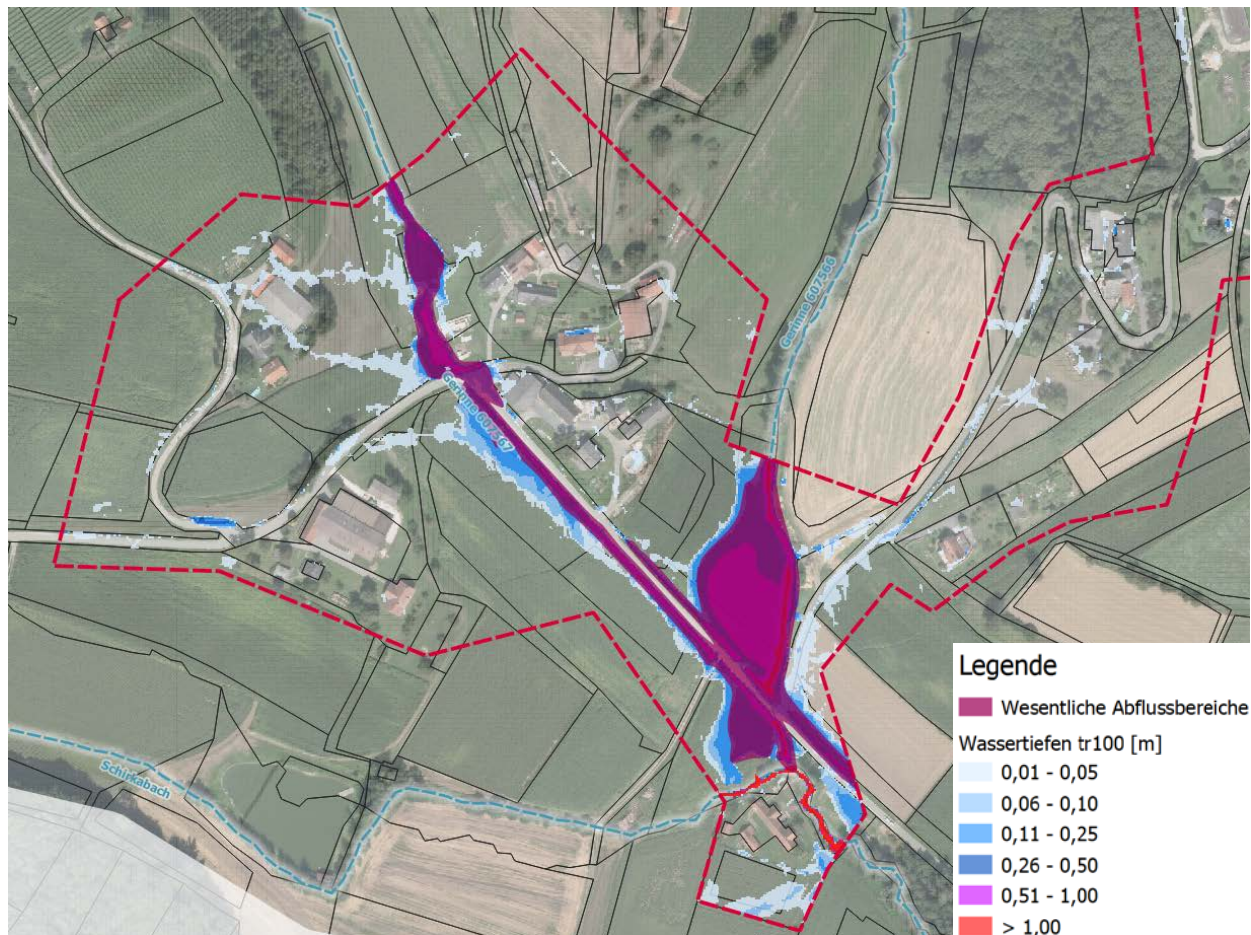 Gerinne 607566
Gerinne 607567
Schirkabach
Legende
Wesentliche Abflussbereiche
Wassertiefen tr100 [m]
0,01 - 0,05
0,06 - 0,10
0,11 - 0,25
0,26 - 0,50
0,51 - 1,00
> 1,00